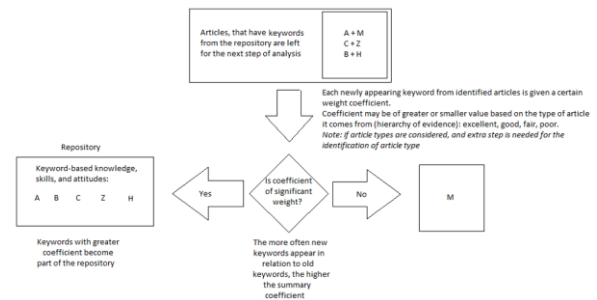 Articles, that have keywords
from the repository are left
for the next step of analysis
A + M
C + Z
B + H
Each newly appearing keyword from identified articles is given a certain
weight coefficient.
Coefficient may be of greater or smaller value based on the type of article
it comes from (hierarchy of evidence): excellent, good, fair, poor.
Note: if article types are considered, and extra step is needed for the
identification of article type
Repository
Keyword-based knowledge,
skills, and attitudes:
A B C Z H
Keywords with greater
coefficient become
part of the repository
Yes
Is coefficient
of significant
weight?
No
M
The more often new
keywords appear in
relation to old
keywords, the higher
the summary
coefficient